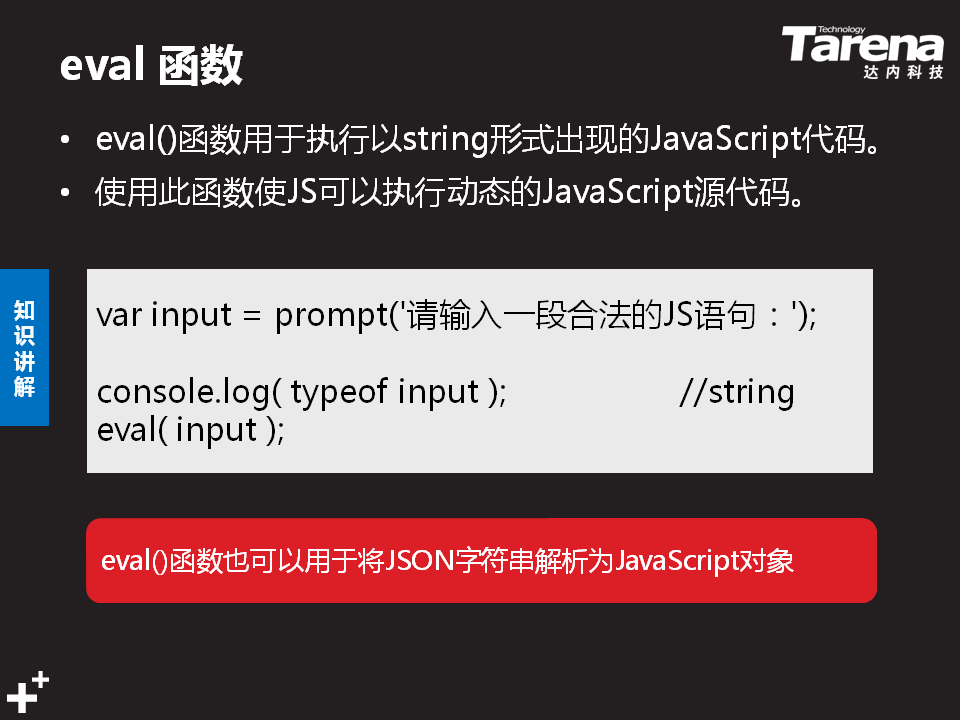 eval 函数
Technology
Tarena
达内科技
• eval()函数用于执行以string形式出现的JavaScript代码。
• 使用此函数使JS可以执行动态的JavaScript源代码。
知识讲解
var input = prompt('请输入一段合法的JS语句：');
console.log( typeof input ); //string
eval( input );
eval()函数也可以用于将JSON字符串解析为JavaScript对象